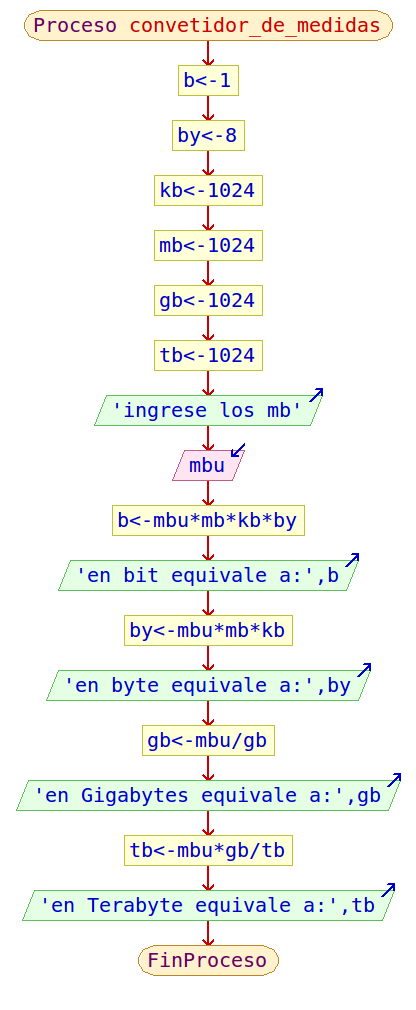 Proceso convetidor_de_medidas
b<-1
by<-8
kb<-1024
mb<-1024
gb<-1024
tb<-1024
'ingrese los mb'
mbu
b<-mbu*mb*kb*by
'en bit equivale a:',b
by<-mbu*mb*kb
'en byte equivale a:',by
gb<-mbu/gb
'en Gigabytes equivale a:',gb
tb<-mbu*gb/tb
'en Terabyte equivale a:',tb
FinProceso